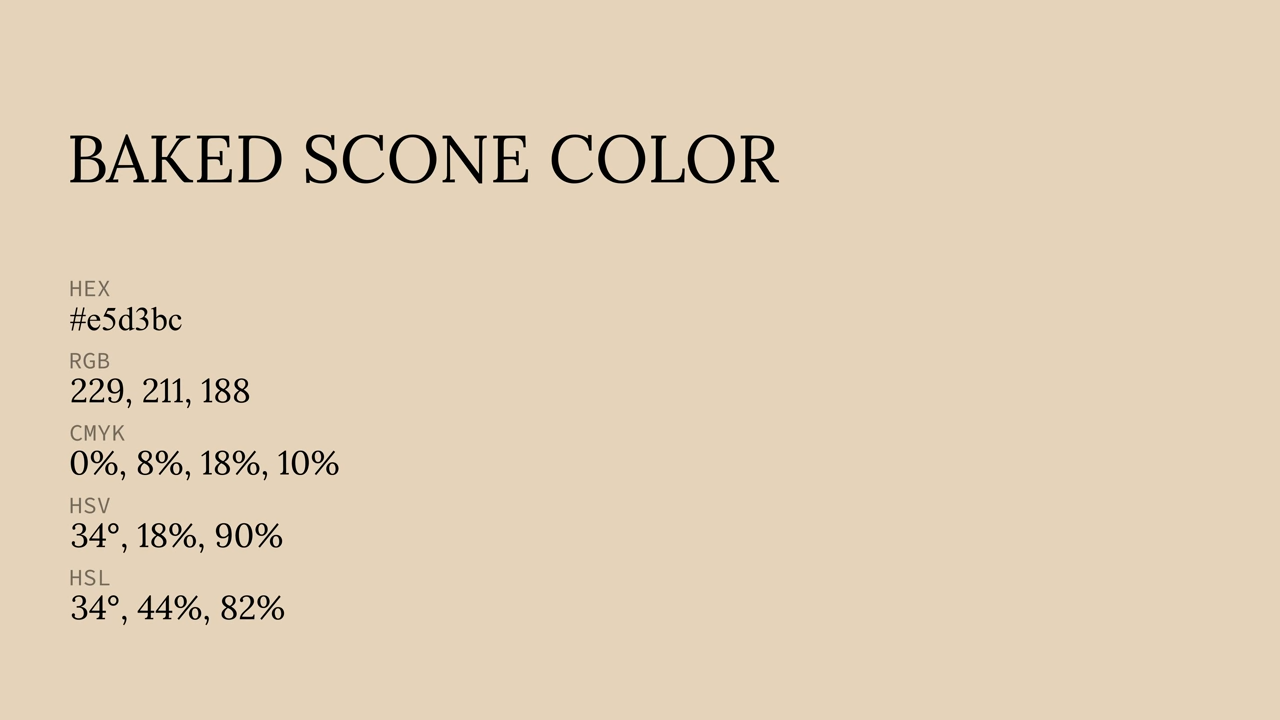 BAKED SCONE COLOR
HEX
#e5d3bc
RGB
229, 211, 188
CMYK
0%, 8%, 18%, 10%
HSV
34°, 18%, 90%
HSL
34°, 44%, 82%